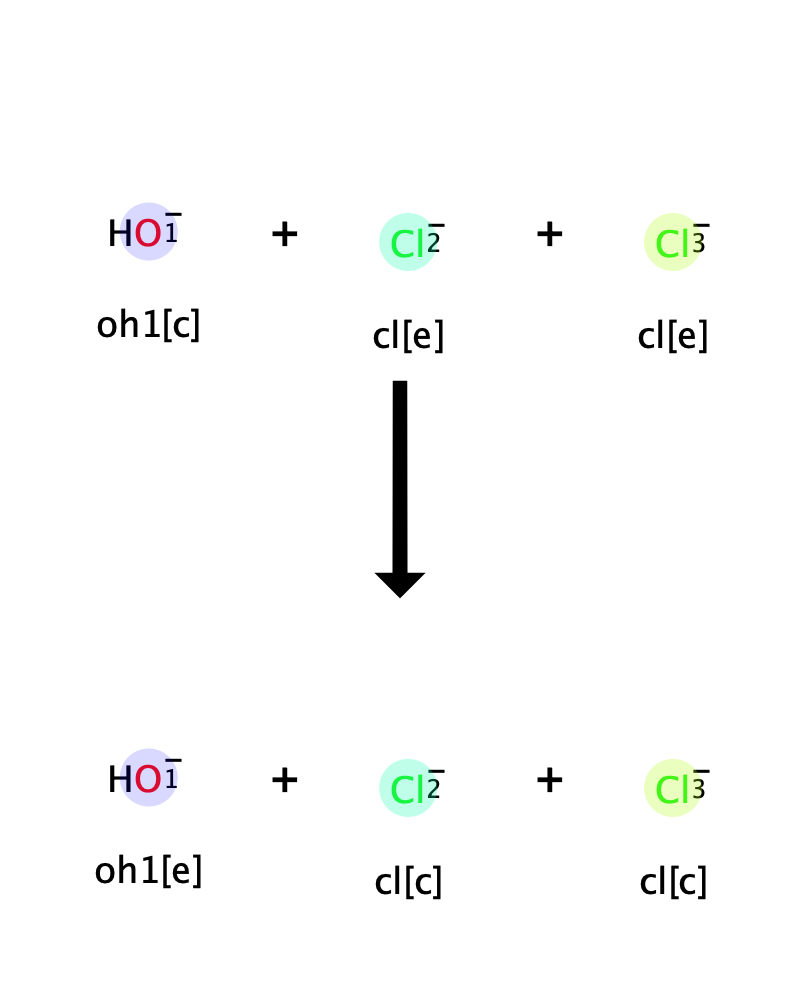 HO1⁻ + Cl2⁻ + Cl3⁻
oh1[c] cl[e] cl[e]
HO1⁻ + Cl2⁻ + Cl3⁻
oh1[e] cl[c] cl[c]